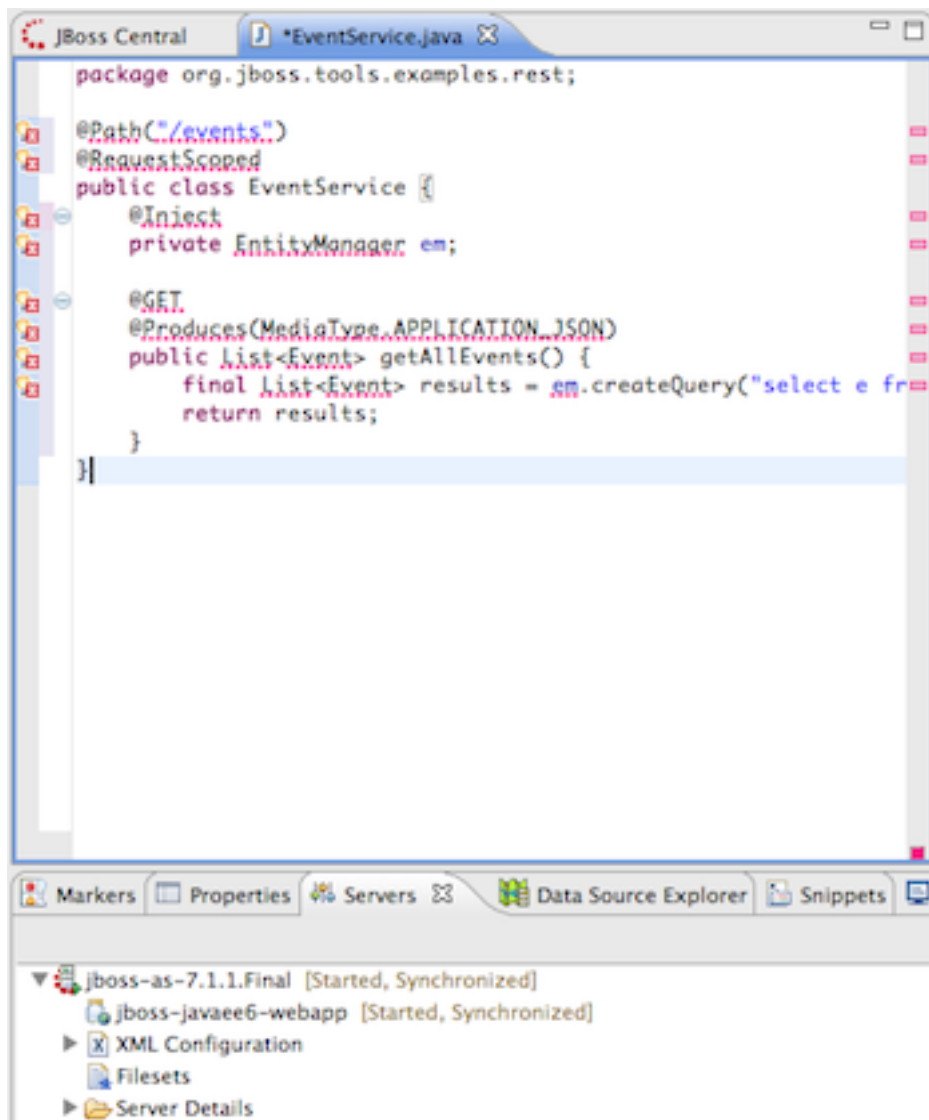 JBoss Central *EventService.java
package org.jboss.tools.examples.rest;
@Path("/events")
@RequestScoped
public class EventService {
@Inject
private EntityManager em;
@GET
@Produces(MediaType.APPLICATION_JSON)
public List<Event> getAllEvents() {
final List<Event> results = em.createQuery("select e fr
return results;
}
}
Markers Properties Servers Data Source Explorer Snippets
jboss-as-7.1.1.Final [Started, Synchronized]
jboss-javaee6-webapp [Started, Synchronized]
XML Configuration
Filesets
Server Details